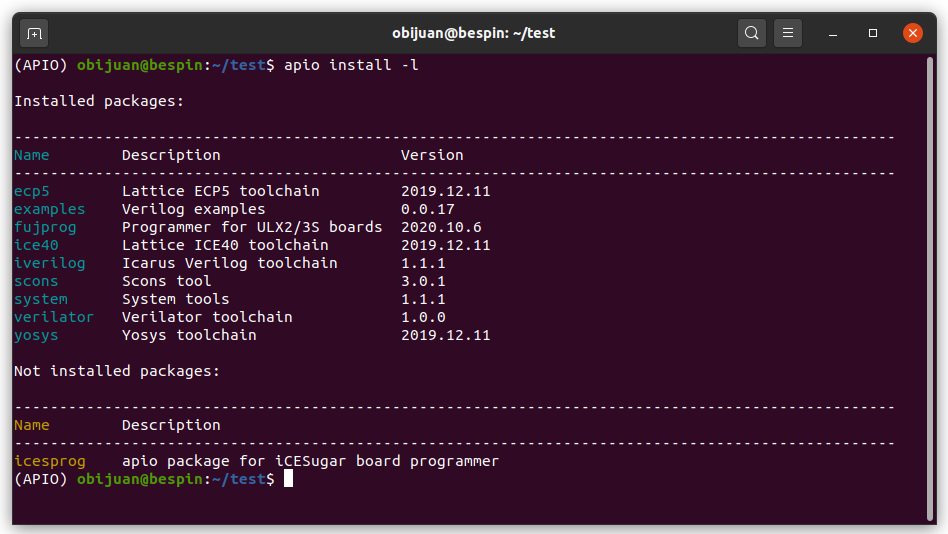 obijuan@bespin: ~/test
(APIO) obijuan@bespin:~/test$ apio install -l
Installed packages:
--------------------------------------------------------------------------------------------------
Name        Description                    Version
--------------------------------------------------------------------------------------------------
ecp5        Lattice ECP5 toolchain         2019.12.11
examples    Verilog examples               0.0.17
fujprog     Programmer for ULX2/3S boards  2020.10.6
ice40       Lattice ICE40 toolchain        2019.12.11
iverilog    Icarus Verilog toolchain       1.1.1
scons       Scons tool                     3.0.1
system      System tools                   1.1.1
verilator   Verilator toolchain            1.0.0
yosys       Yosys toolchain                2019.12.11
Not installed packages:
--------------------------------------------------------------------------------------------------
Name        Description
--------------------------------------------------------------------------------------------------
icesprog    apio package for iCESugar board programmer
(APIO) obijuan@bespin:~/test$